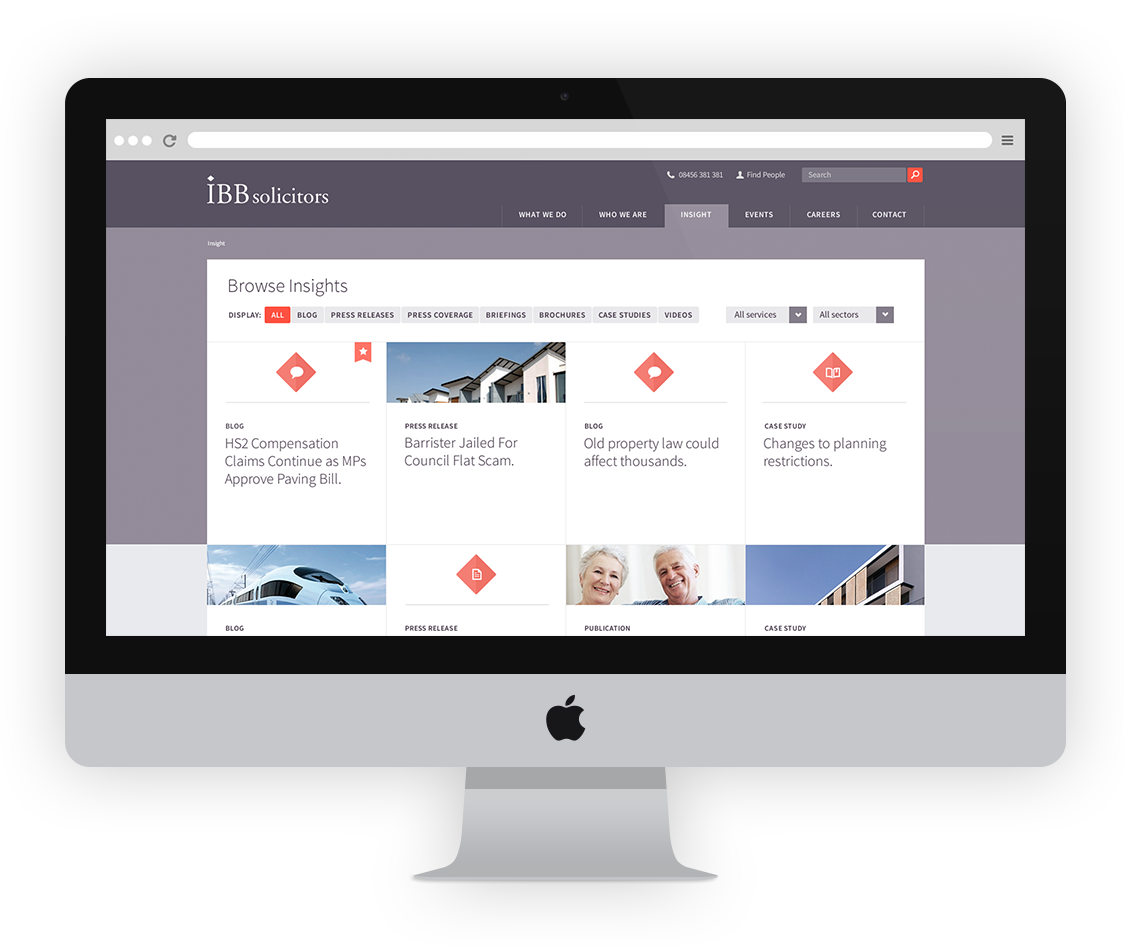 08456 381 381 Find People Search
IBB solicitors
WHAT WE DO WHO WE ARE INSIGHT EVENTS CAREERS CONTACT
Insight
Browse Insights
DISPLAY: ALL BLOG PRESS RELEASES PRESS COVERAGE BRIEFINGS BROCHURES CASE STUDIES VIDEOS All services All sectors
BLOG
HS2 Compensation
Claims Continue as MPs
Approve Paving Bill.
PRESS RELEASE
Barrister Jailed For
Council Flat Scam.
BLOG
Old property law could
affect thousands.
CASE STUDY
Changes to planning
restrictions.
BLOG
PRESS RELEASE
PUBLICATION
CASE STUDY